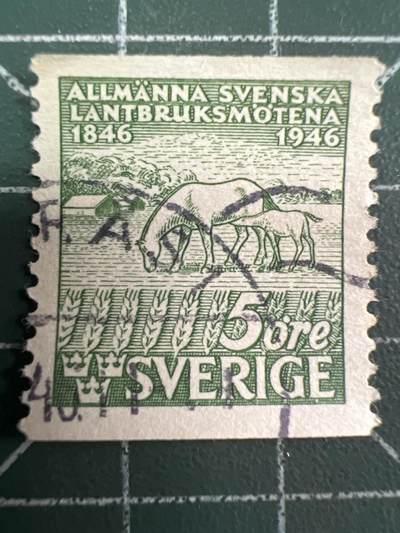 ALLMÄNNA SVENSKA
LANTBRUKSMÖTENA
1846 1946
5 öre
SVERIGE